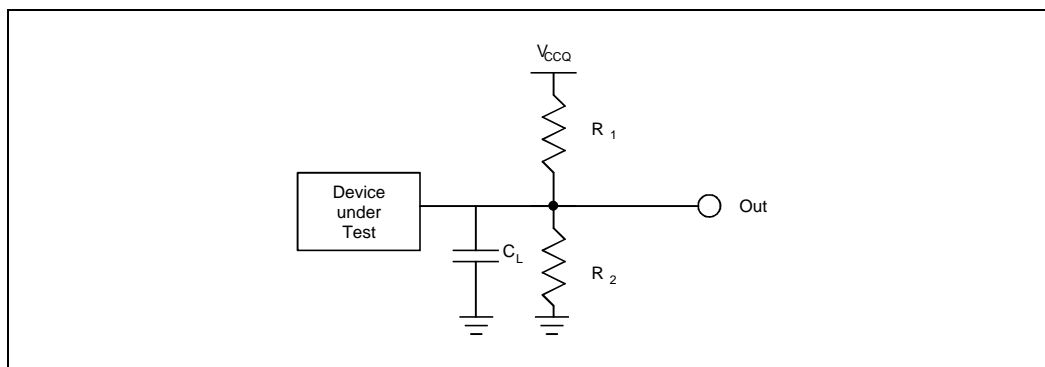 VCCQ
R 1
Device
under
Test
Out
CL
R 2